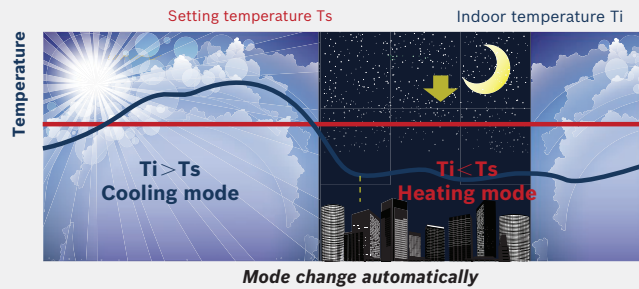 Setting temperature Ts
Indoor temperature Ti
Temperature
Ti>Ts
Cooling mode
Ti<Ts
Heating mode
Mode change automatically